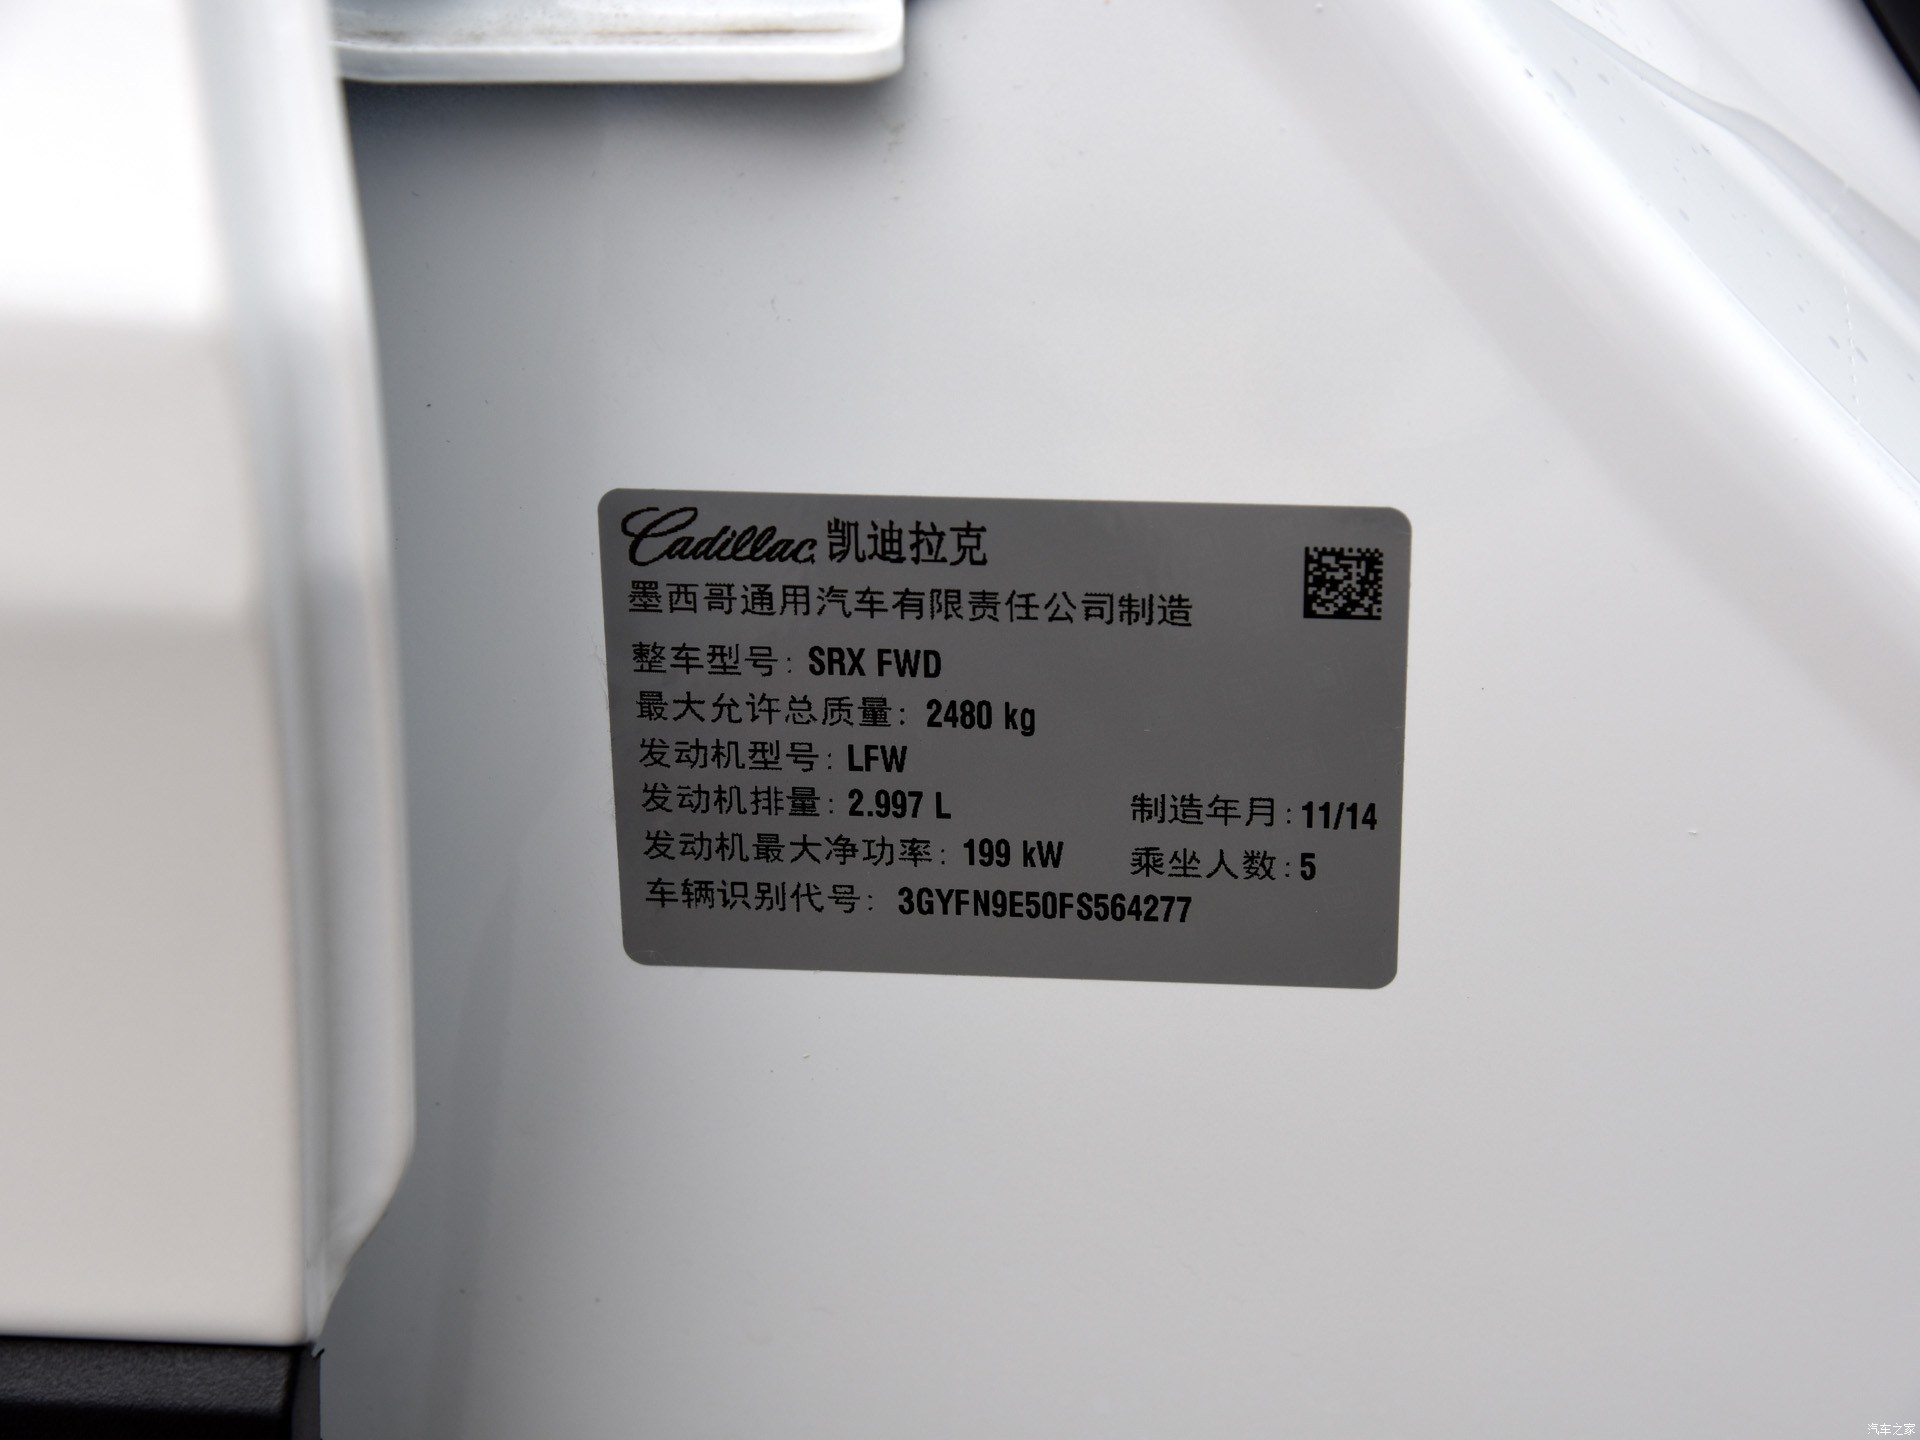 Cadillac 凯迪拉克
墨西哥通用汽车有限责任公司制造
整车型号: SRX FWD
最大允许总质量: 2480 kg
发动机型号: LFW
发动机排量: 2.997 L 制造年月: 11/14
发动机最大净功率: 199 kW 乘坐人数: 5
车辆识别代号: 3GYFN9E50FS564277
汽车之家